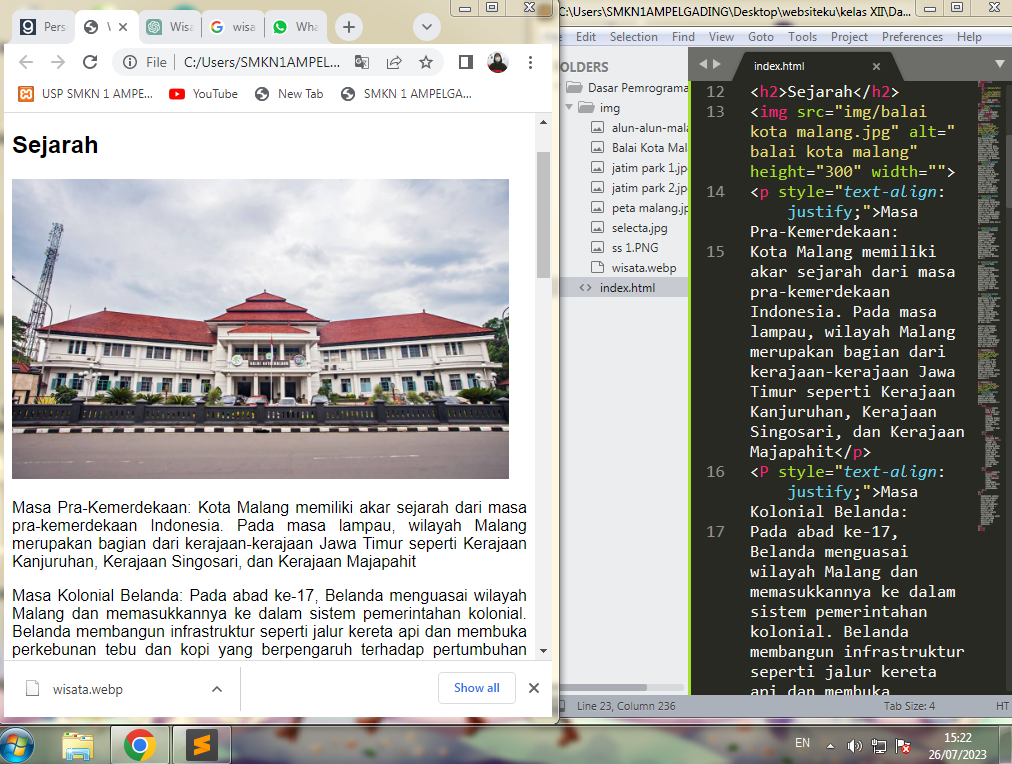 Pers
\
Wisa
wisa
Wha
File
C:/Users/SMKN1AMPEL...
USP SMKN 1 AMPE...
YouTube
New Tab
SMKN 1 AMPELGA...
Sejarah
BALAI KOTA MALANG
Masa Pra-Kemerdekaan: Kota Malang memiliki akar sejarah dari masa
pra-kemerdekaan Indonesia. Pada masa lampau, wilayah Malang
merupakan bagian dari kerajaan-kerajaan Jawa Timur seperti Kerajaan
Kanjuruhan, Kerajaan Singosari, dan Kerajaan Majapahit
Masa Kolonial Belanda: Pada abad ke-17, Belanda menguasai wilayah
Malang dan memasukkannya ke dalam sistem pemerintahan kolonial.
Belanda membangun infrastruktur seperti jalur kereta api dan membuka
perkebunan tebu dan kopi yang berpengaruh terhadap pertumbuhan
wisata.webp
Show all
C:\Users\SMKN1AMPELGADING\Desktop\websiteku\kelas XII\Da...
e Edit Selection Find View Goto Tools Project Preferences Help
OLDERS
Dasar Pemrograma
img
alun-alun-mala
Balai Kota Mal
jatim park 1.jp
jatim park 2.jp
peta malang.jp
selecta.jpg
ss 1.PNG
wisata.webp
index.html
index.html
12 <h2>Sejarah</h2>
13 <img src="img/balai
kota malang.jpg" alt="
balai kota malang"
height="300" width="">
14 <p style="text-align:
justify;">Masa
Pra-Kemerdekaan:
15 Kota Malang memiliki
akar sejarah dari masa
pra-kemerdekaan
Indonesia. Pada masa
lampau, wilayah Malang
merupakan bagian dari
kerajaan-kerajaan Jawa
Timur seperti Kerajaan
Kanjuruhan, Kerajaan
Singosari, dan Kerajaan
Majapahit</p>
16 <P style="text-align:
justify;">Masa
Kolonial Belanda:
17 Pada abad ke-17,
Belanda menguasai
wilayah Malang dan
memasukkannya ke dalam
sistem pemerintahan
kolonial. Belanda
membangun infrastruktur
seperti jalur kereta
api dan membuka
Line 23, Column 236
Tab Size: 4
HT
EN
15:22
26/07/2023